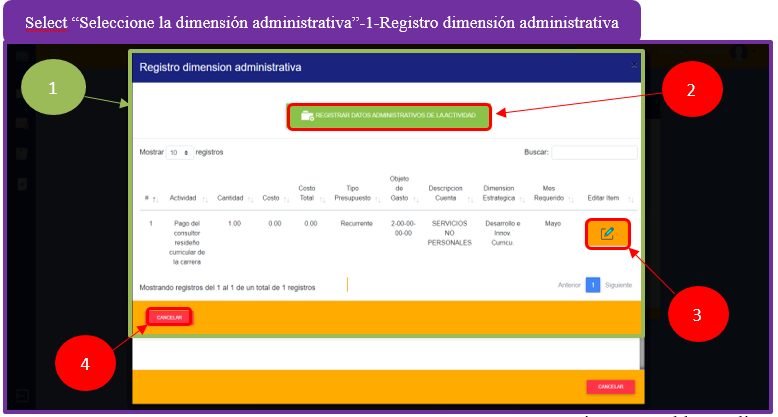 Select “Seleccione la dimensión administrativa”-1-Registro dimensión administrativa
Registro dimension administrativa
1
2
REGISTRAR DATOS ADMINISTRATIVOS DE LA ACTIVIDAD
Mostrar 10 registros
Buscar:
# Actividad Cantidad Costo Costo Total Tipo Presupuesto Objeto de Gasto Descripcion Cuenta Dimension Estrategica Mes Requerido Editar Item
1 Pago del consultor resideño curricular de la carrera 1.00 0.00 0.00 Recurrente 2-00-00-00-00 SERVICIOS NO PERSONALES Desarrollo e Innov. Curricu. Mayo
Mostrando registros del 1 al 1 de un total de 1 registros
Anterior 1 Siguiente
3
CANCELAR
4
CANCELAR